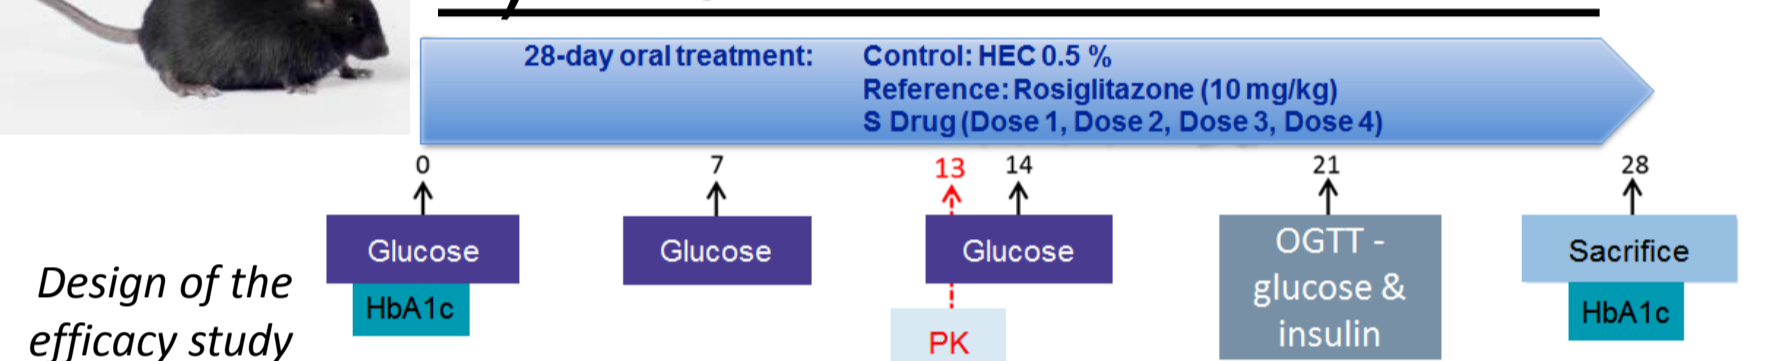 28-day oral treatment: Control: HEC 0.5 %
Reference: Rosiglitazone (10 mg/kg)
S Drug (Dose 1, Dose 2, Dose 3, Dose 4)
0 7 13 14 21 28
Glucose Glucose Glucose OGTT - Sacrifice
glucose &
insulin
HbA1c PK HbA1c
Design of the
efficacy study